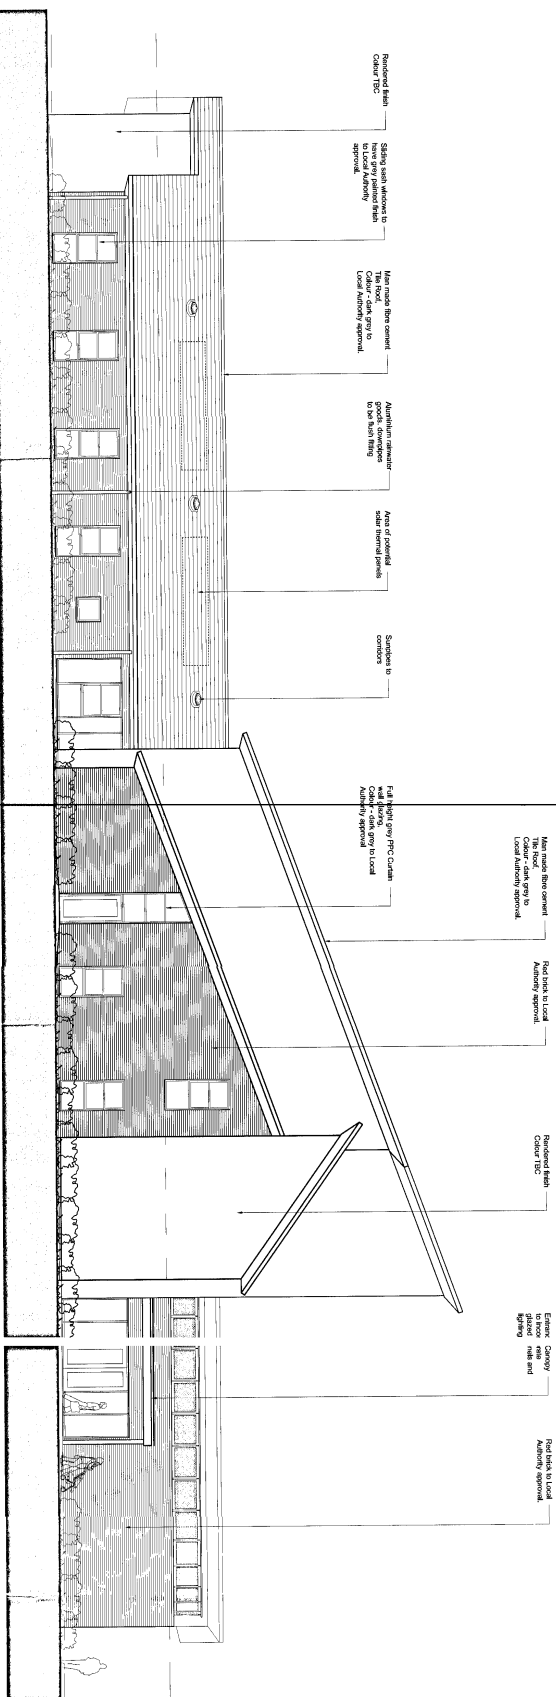 Rendered finish
Colour TBC
Sliding sash windows to
have grey painted finish
to Local Authority
approval.
Man made fibre cement
Tile Roof,
Colour - dark grey to
Local Authority approval.
Aluminium rainwater
goods, downpipes
to be flush fitting
Area of potential
solar thermal panels
Sunpipes to
corridors
Full height grey PPC Curtain
wall glazing.
Colour - dark grey to Local
Authority approval
Man made fibre cement
Tile Roof,
Colour - dark grey to
Local Authority approval.
Red brick to Local
Authority approval.
Rendered finish
Colour TBC
Canopy
to
glazed and
lighting
Red brick to Local
Authority approval.